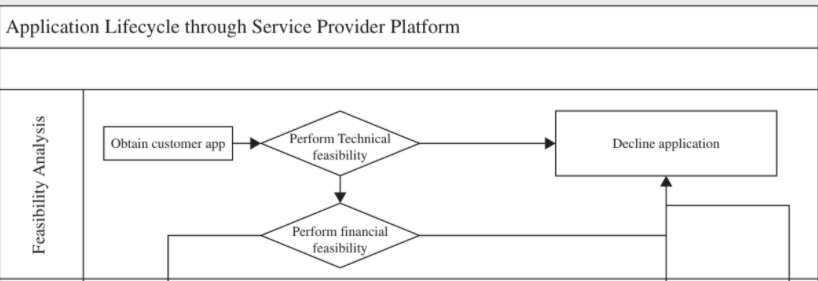 Application Lifecycle through Service Provider Platform
Feasibility Analysis
Obtain customer app
Perform Technical
feasibility
Decline application
Perform financial
feasibility